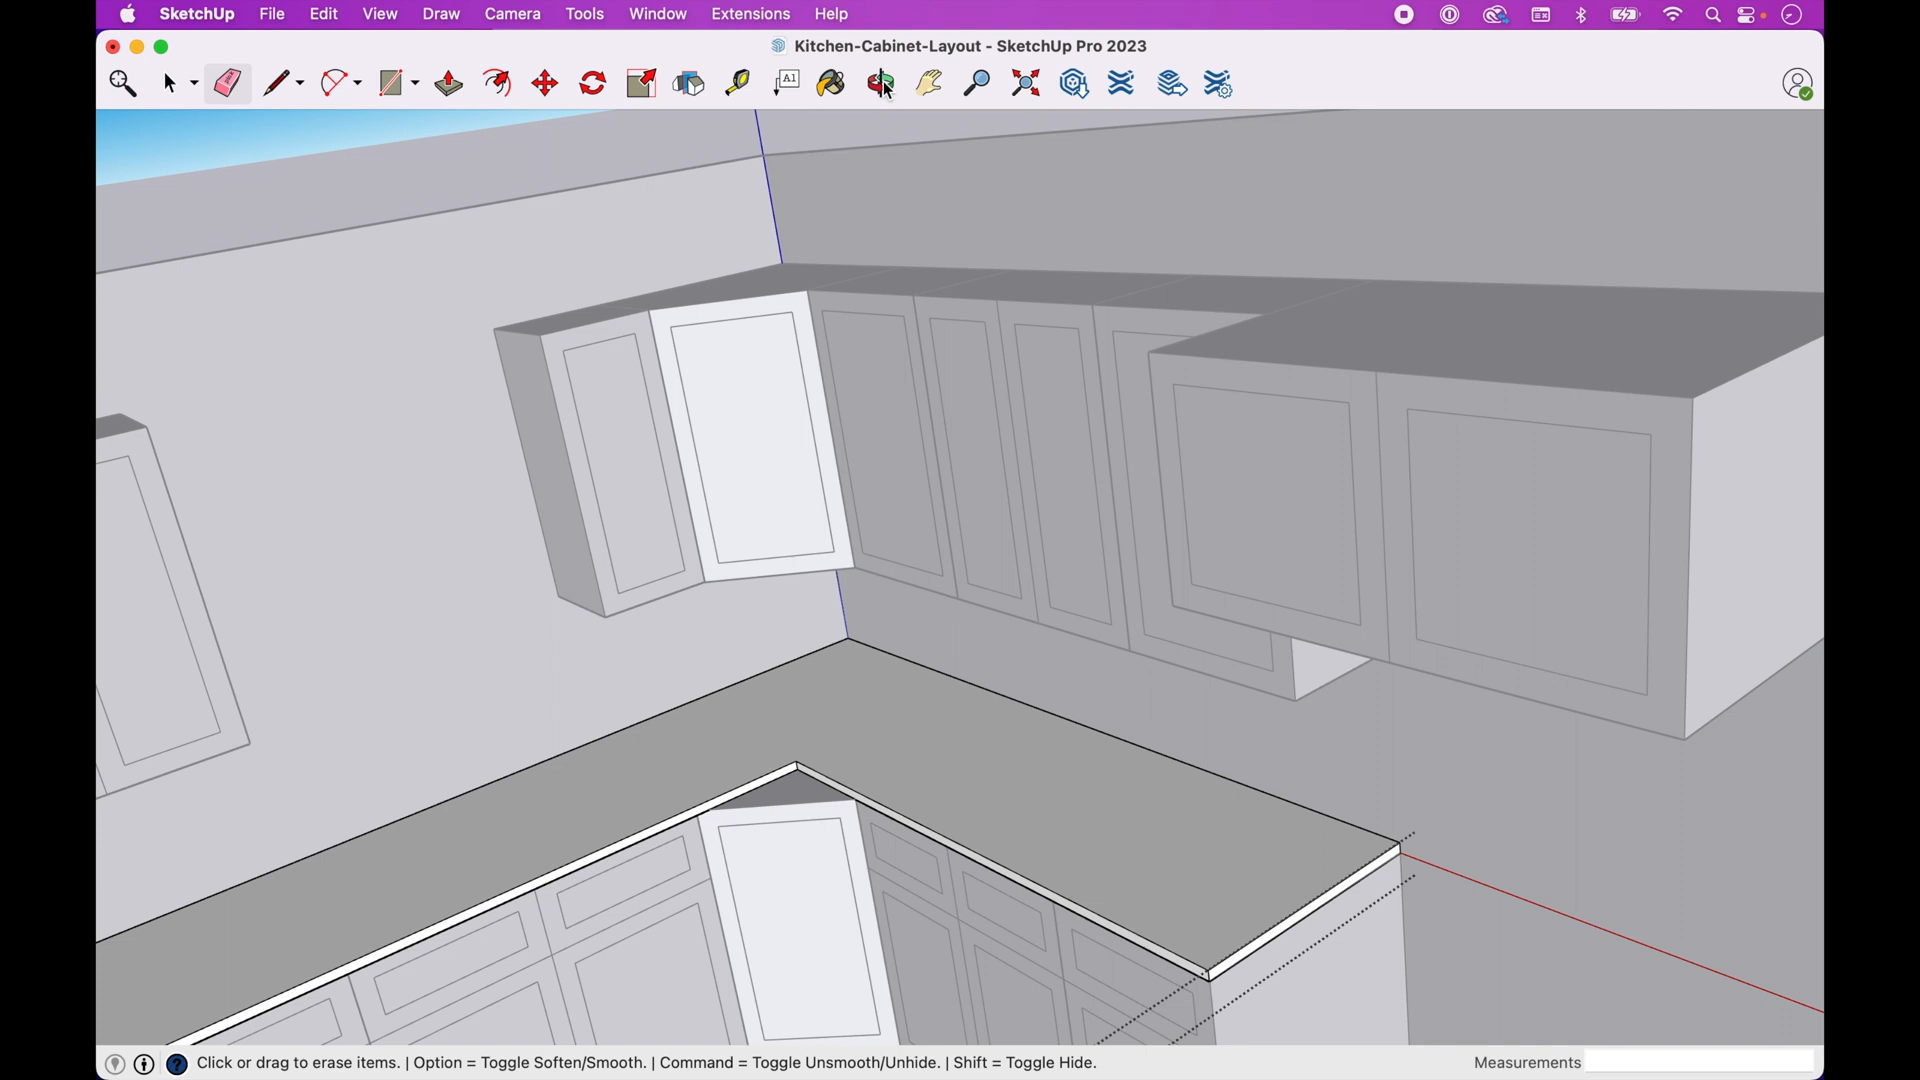 SketchUp File Edit View Draw Camera Tools Window Extensions Help
Kitchen-Cabinet-Layout - SketchUp Pro 2023
A1
Click or drag to erase items. | Option = Toggle Soften/Smooth. | Command = Toggle Unsmooth/Unhide. | Shift = Toggle Hide.
Measurements